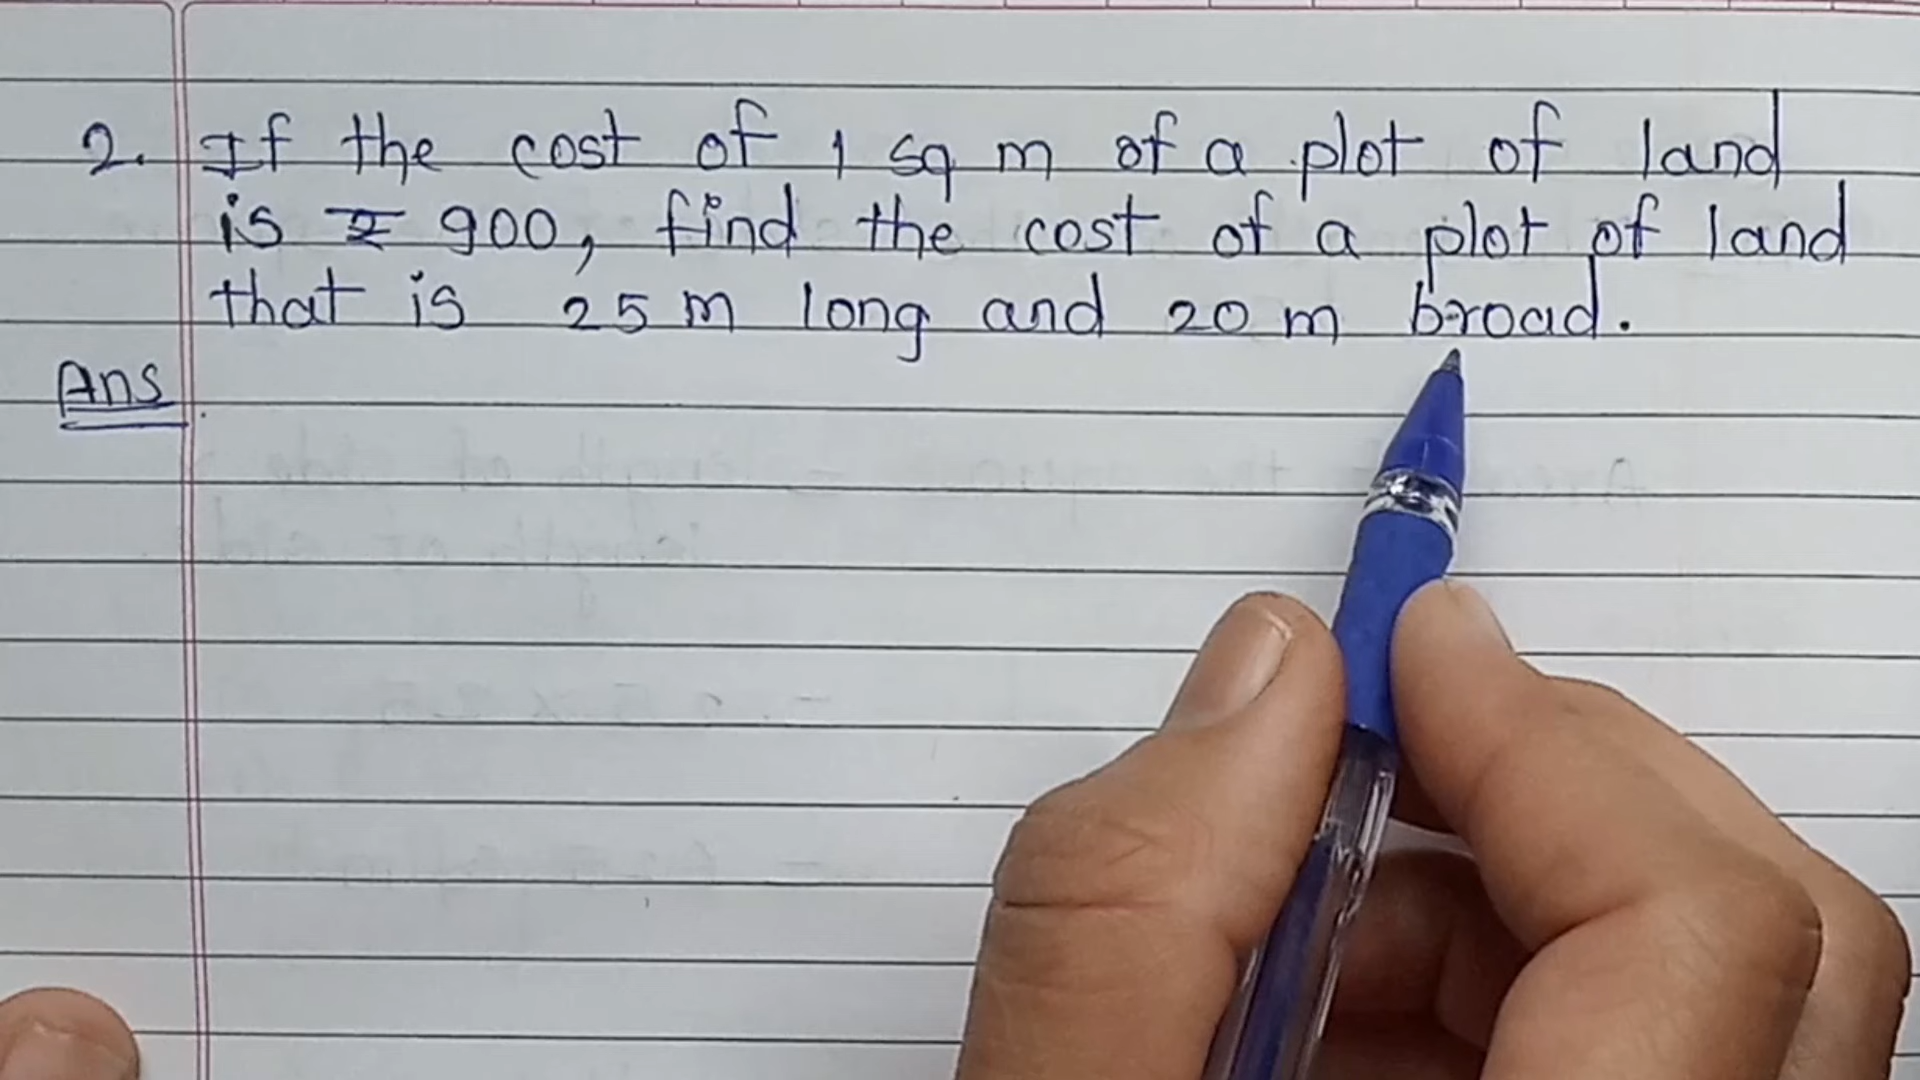 2. If the cost of 1 sq m of a plot of land
is ₹ 900, find the cost of a plot of land
that is 25 m long and 20 m broad.
Ans